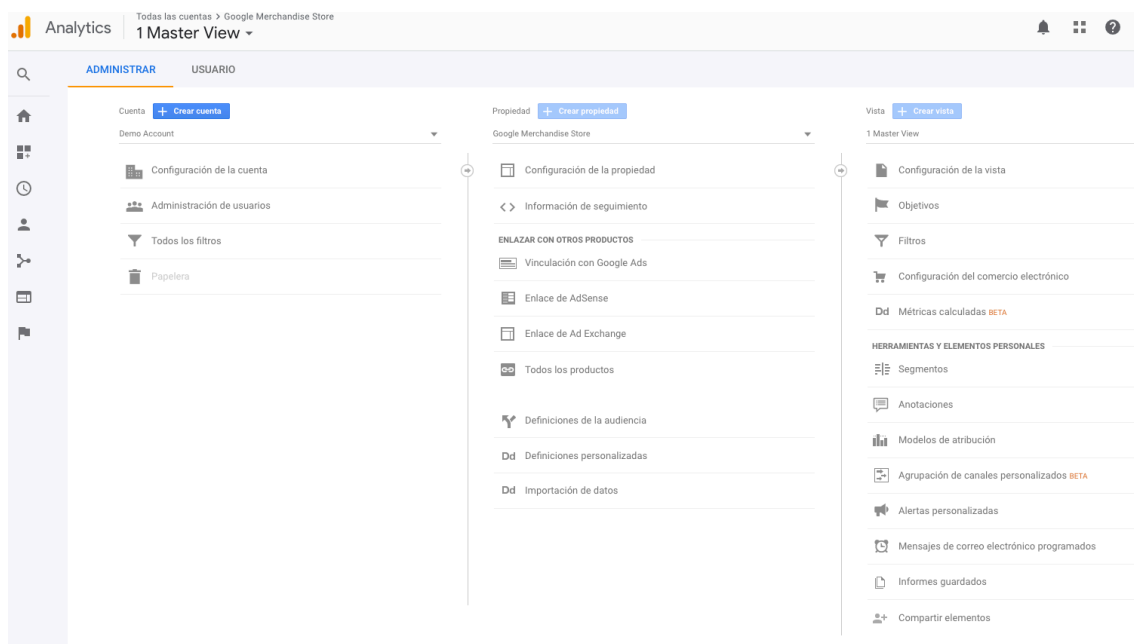 Analytics
Todas las cuentas > Google Merchandise Store
1 Master View
ADMINISTRAR
USUARIO
Cuenta
+ Crear cuenta
Demo Account
Configuración de la cuenta
Administración de usuarios
Todos los filtros
Papelera
Propiedad
+ Crear propiedad
Google Merchandise Store
Configuración de la propiedad
Información de seguimiento
ENLAZAR CON OTROS PRODUCTOS
Vinculación con Google Ads
Enlace de AdSense
Enlace de Ad Exchange
Todos los productos
Definiciones de la audiencia
Dd Definiciones personalizadas
Dd Importación de datos
Vista
+ Crear vista
1 Master View
Configuración de la vista
Objetivos
Filtros
Configuración del comercio electrónico
Dd Métricas calculadas BETA
HERRAMIENTAS Y ELEMENTOS PERSONALES
Segmentos
Anotaciones
Modelos de atribución
Agrupación de canales personalizados BETA
Alertas personalizadas
Mensajes de correo electrónico programados
Informes guardados
Compartir elementos